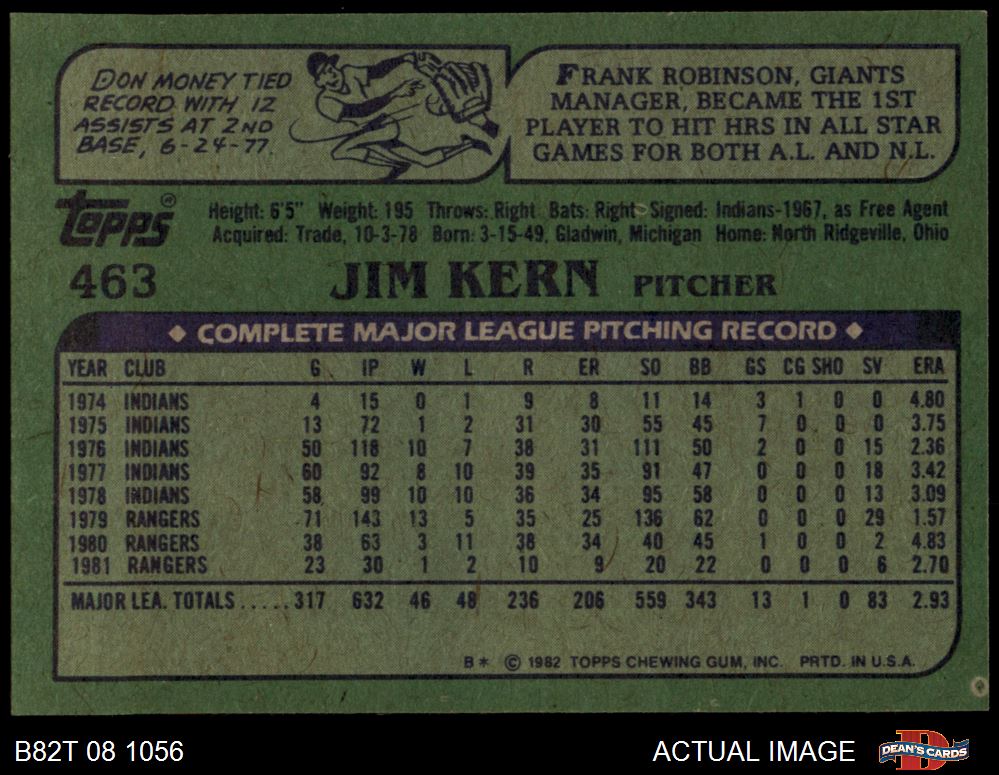 DON MONEY TIED
RECORD WITH 12
ASSISTS AT 2ND
BASE, 6-24-77.
FRANK ROBINSON, GIANTS
MANAGER, BECAME THE 1ST
PLAYER TO HIT HRS IN ALL STAR
GAMES FOR BOTH A.L. AND N.L.
Topps®
Height: 6'5" Weight: 195 Throws: Right Bats: Right Signed: Indians-1967, as Free Agent
Acquired: Trade, 10-3-78 Born: 3-15-49, Gladwin, Michigan Home: North Ridgeville, Ohio
463 JIM KERN PITCHER
◆ COMPLETE MAJOR LEAGUE PITCHING RECORD ◆
YEAR CLUB G IP W L R ER SO BB GS CG SHO SV ERA
1974 INDIANS 4 15 0 1 9 8 11 14 3 1 0 0 4.80
1975 INDIANS 13 72 1 2 31 30 55 45 7 0 0 0 3.75
1976 INDIANS 50 118 10 7 38 31 111 50 2 0 0 15 2.36
1977 INDIANS 60 92 8 10 39 35 91 47 0 0 0 18 3.42
1978 INDIANS 58 99 10 10 36 34 95 58 0 0 0 13 3.09
1979 RANGERS 71 143 13 5 35 25 136 62 0 0 0 29 1.57
1980 RANGERS 38 63 3 11 38 34 40 45 1 0 0 2 4.83
1981 RANGERS 23 30 1 2 10 9 20 22 0 0 0 6 2.70
MAJOR LEA. TOTALS.....317 632 46 48 236 206 559 343 13 1 0 83 2.93
B* © 1982 TOPPS CHEWING GUM, INC. PRTD. IN U.S.A.
B82T 08 1056
ACTUAL IMAGE
D
DEAN'S CARDS